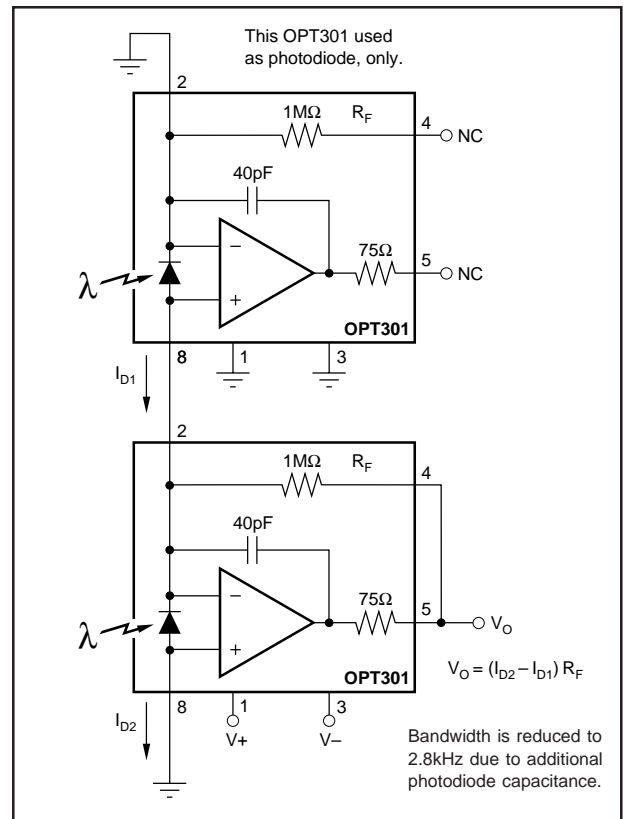 This OPT301 used
as photodiode, only.
2
1MΩ R_F
4 NC
40pF
75Ω
5 NC
λ
−
+
OPT301
8 1 3
I_D1
2
1MΩ R_F
4
40pF
75Ω
5 V_O
λ
−
+
V_O = (I_D2 – I_D1) R_F
OPT301
8 1 3
I_D2
V+ V–
Bandwidth is reduced to
2.8kHz due to additional
photodiode capacitance.